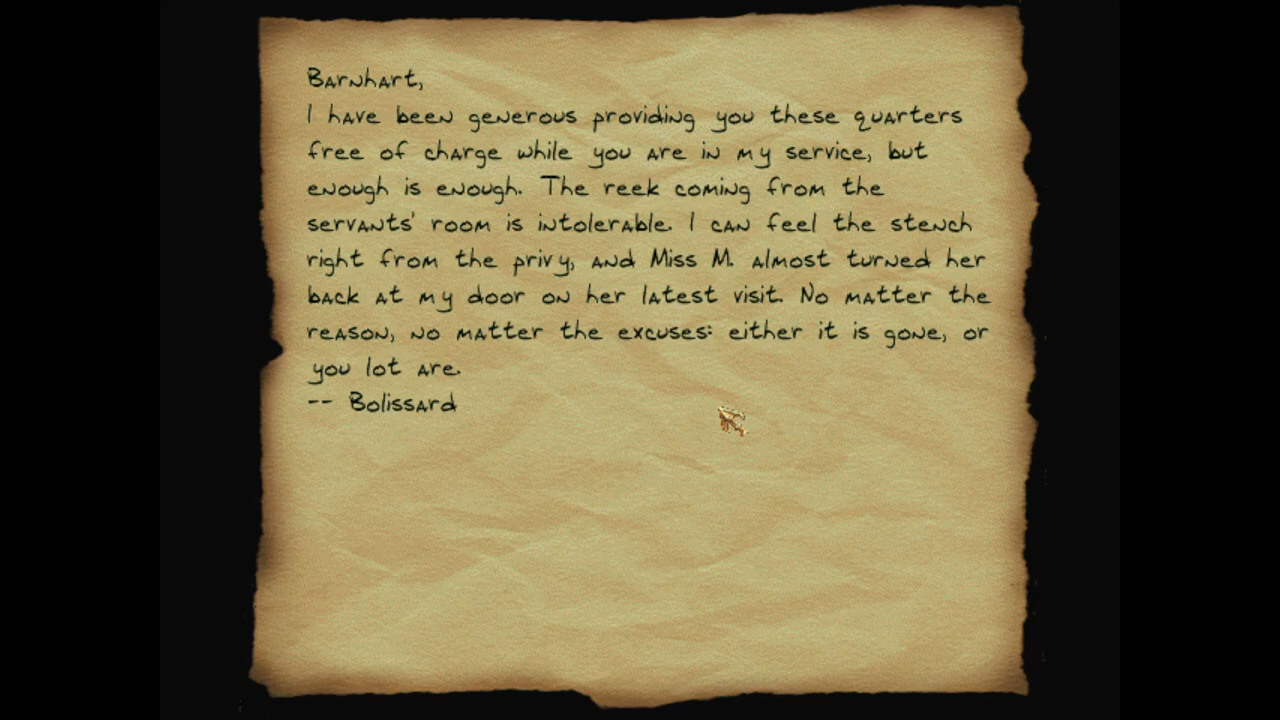 Barnhart,
I have been generous providing you these quarters
free of charge while you are in my service, but
enough is enough. The reek coming from the
servants' room is intolerable. I can feel the stench
right from the privy, and Miss M. almost turned her
back at my door on her latest visit. No matter the
reason, no matter the excuses: either it is gone, or
you lot are.
-- Bolissard